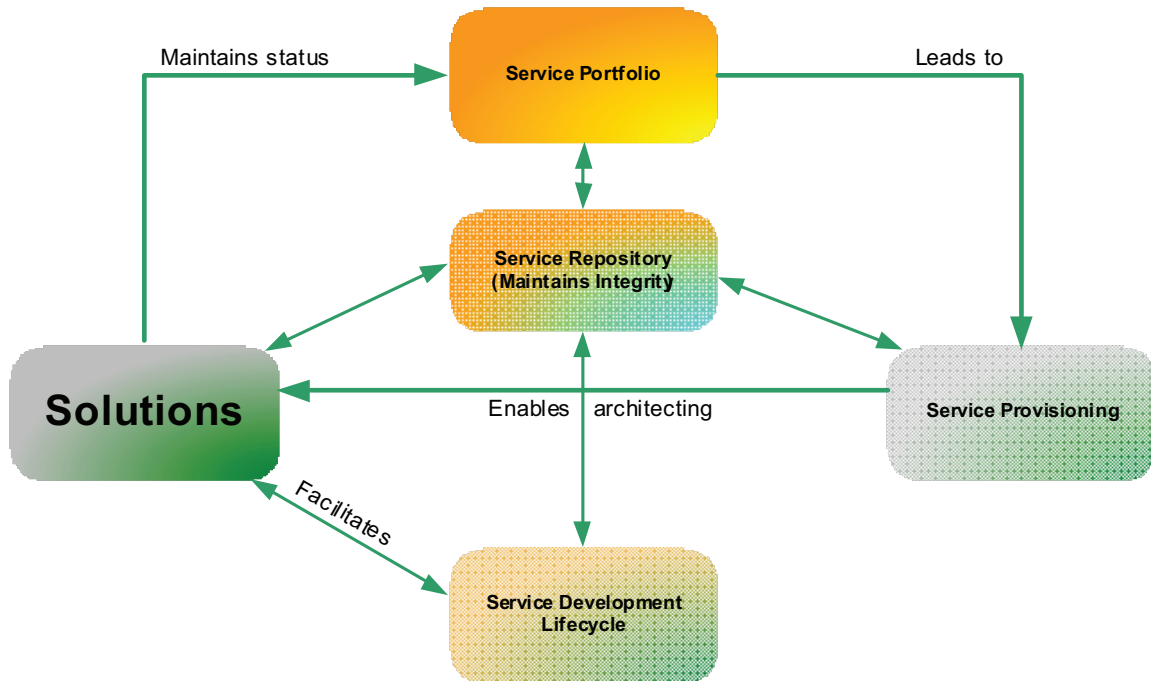 Maintains status
Service Portfolio
Leads to
Service Repository
(Maintains Integrity)
Solutions
Enables architecting
Service Provisioning
Facilitates
Service Development
Lifecycle